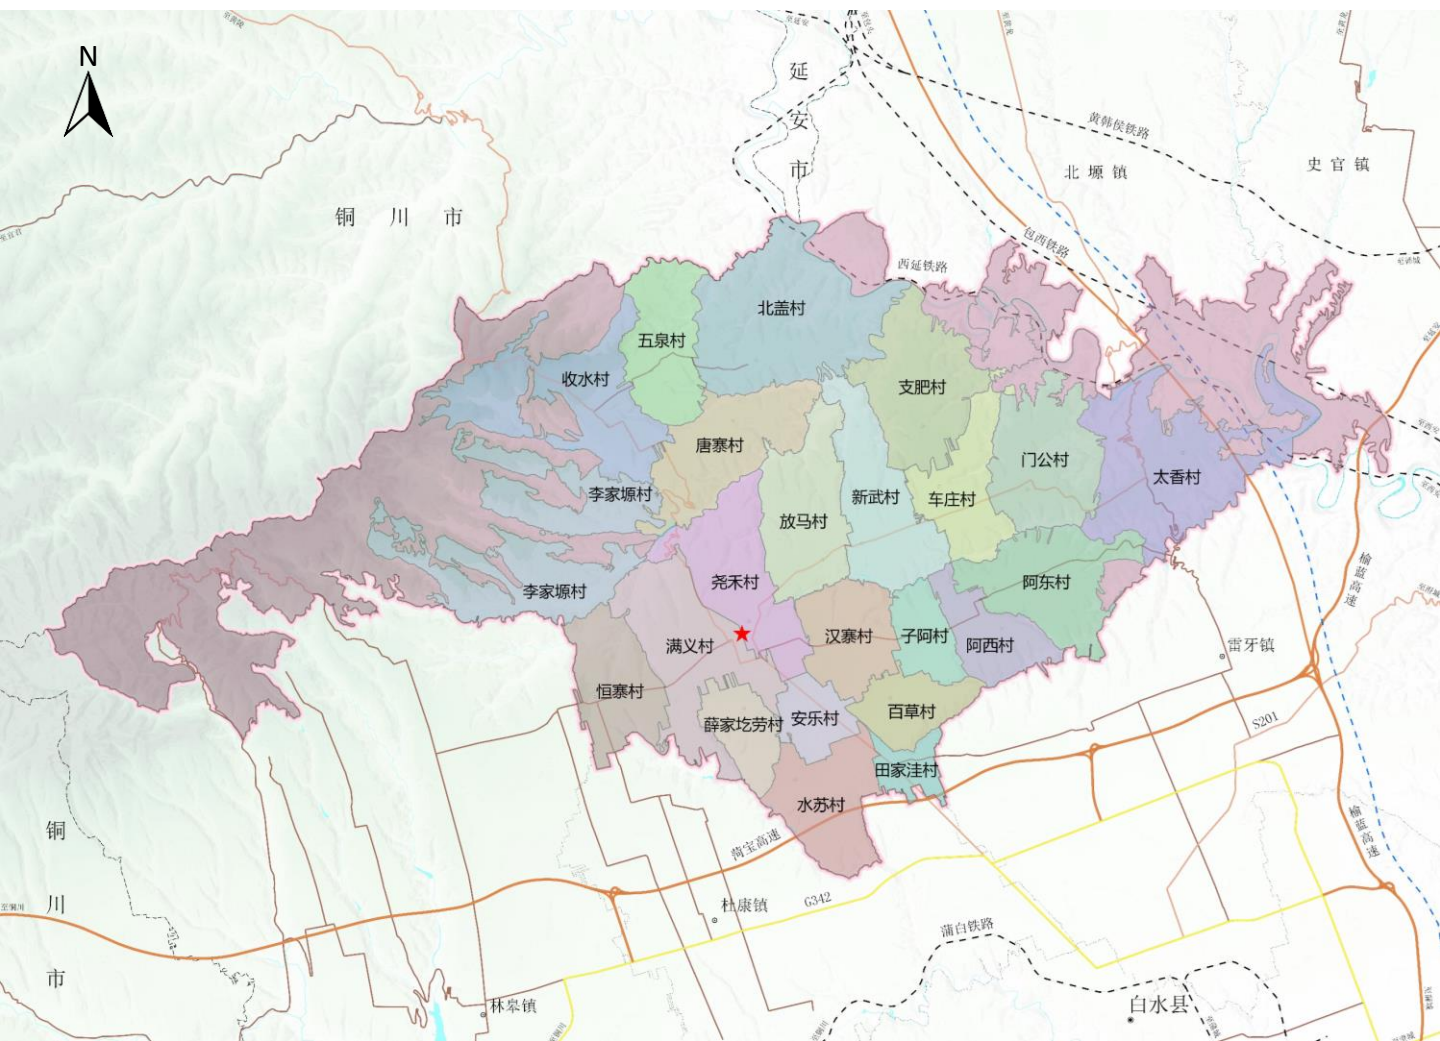 N
延
安
市
黄韩侯铁路
北塬镇
史官镇
铜川市
包西铁路
西延铁路
北盖村
五泉村
收水村
支肥村
唐寨村
门公村
太香村
李家塬村
新武村
车庄村
放马村
尧禾村
李家塬村
阿东村
榆蓝高速
汉寨村
子阿村
阿西村
满义村
雷牙镇
恒寨村
薛家圪劳村
安乐村
百草村
S201
田家洼村
水苏村
铜
川
市
菏宝高速
榆蓝高速
杜康镇
G342
蒲白铁路
林皋镇
白水县
至铜川